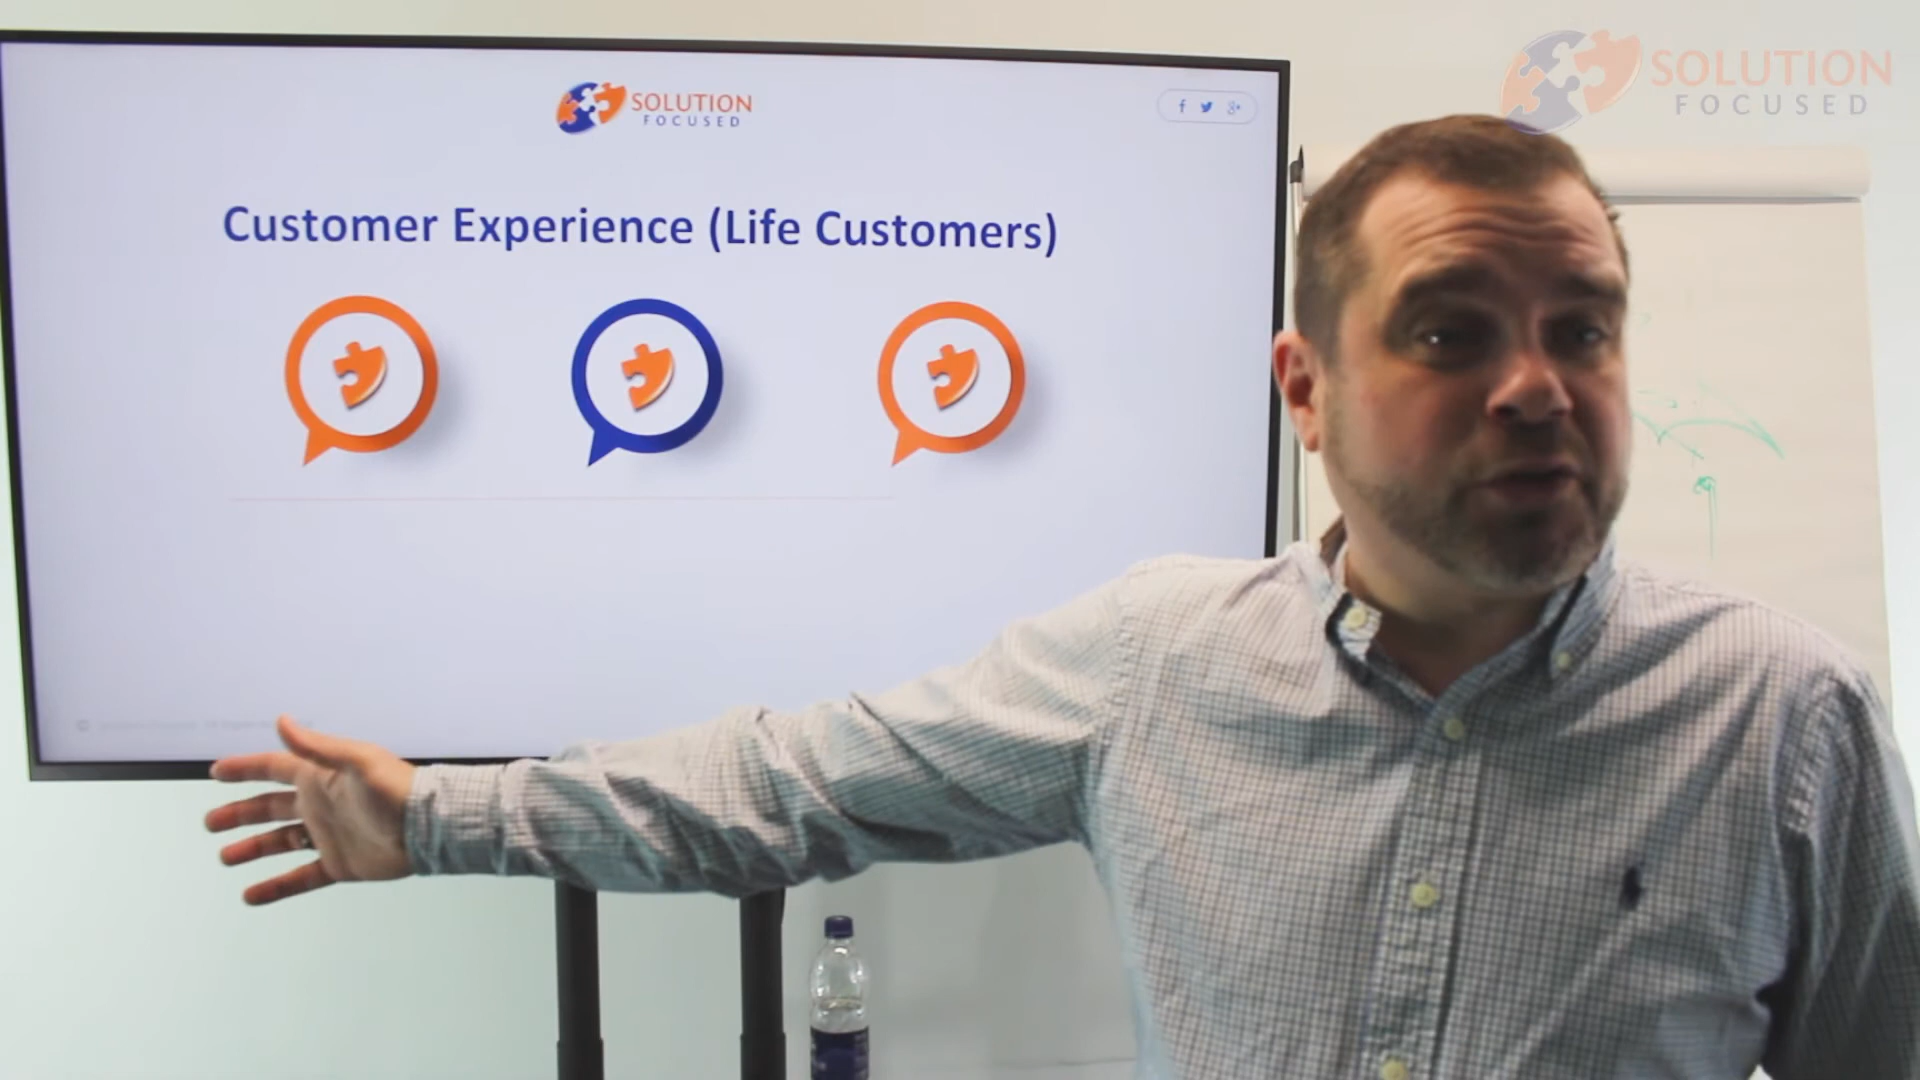 SOLUTION
FOCUSED
f
g+
Customer Experience (Life Customers)
SOLUTION
FOCUSED